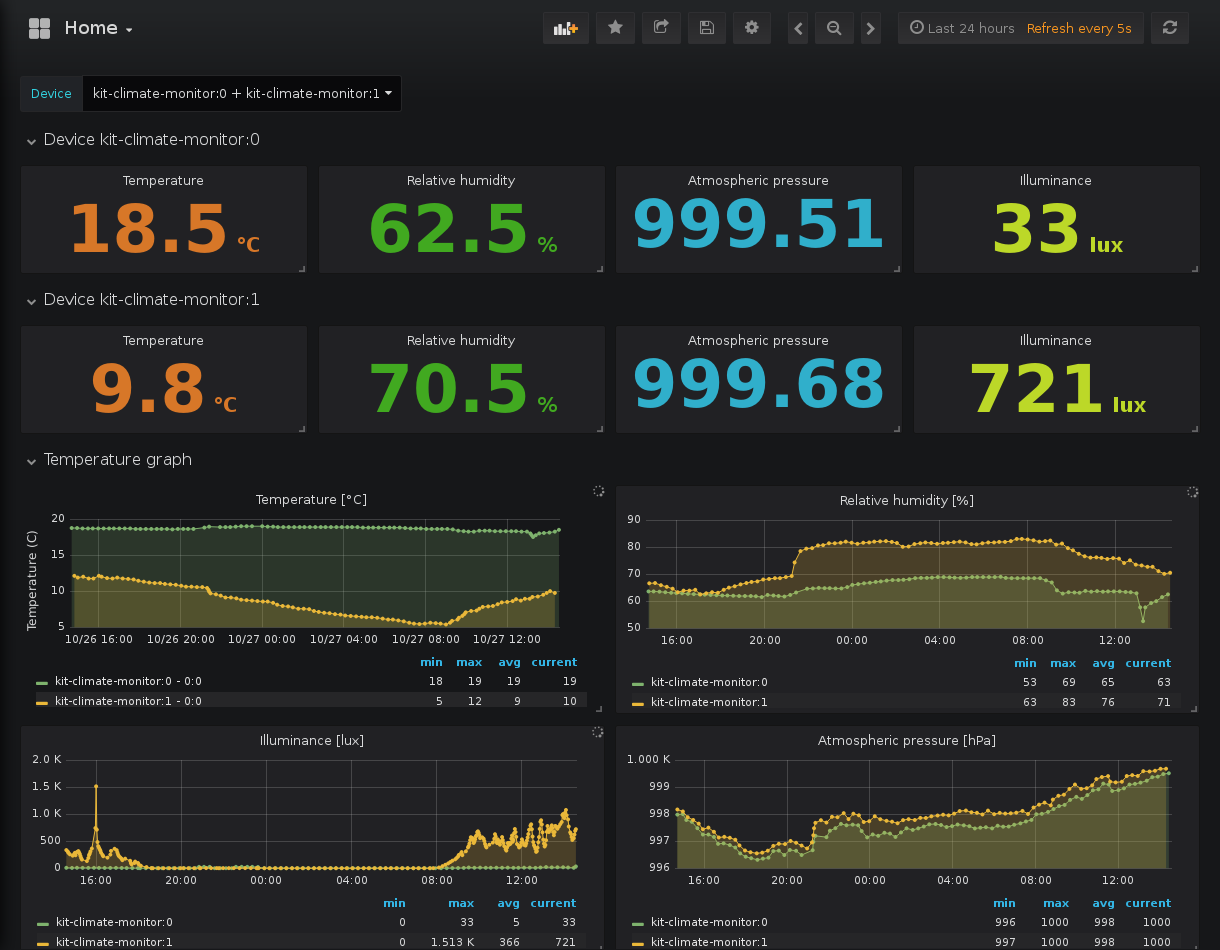 Home
Last 24 hours Refresh every 5s
Device kit-climate-monitor:0 + kit-climate-monitor:1
Device kit-climate-monitor:0
Temperature Relative humidity Atmospheric pressure Illuminance
18.5 °C 62.5 % 999.51 33 lux
Device kit-climate-monitor:1
Temperature Relative humidity Atmospheric pressure Illuminance
9.8 °C 70.5 % 999.68 721 lux
Temperature graph
Temperature [°C]
Temperature (C)
20
15
10
5
10/26 16:00 10/26 20:00 10/27 00:00 10/27 04:00 10/27 08:00 10/27 12:00
min max avg current
kit-climate-monitor:0 - 0:0 18 19 19 19
kit-climate-monitor:1 - 0:0 5 12 9 10
Relative humidity [%]
90
80
70
60
50
16:00 20:00 00:00 04:00 08:00 12:00
min max avg current
kit-climate-monitor:0 53 69 65 63
kit-climate-monitor:1 63 83 76 71
Illuminance [lux]
2.0 K
1.5 K
1.0 K
500
0
16:00 20:00 00:00 04:00 08:00 12:00
min max avg current
kit-climate-monitor:0 0 33 5 33
kit-climate-monitor:1 0 1.513 K 366 721
Atmospheric pressure [hPa]
1.000 K
999
998
997
996
16:00 20:00 00:00 04:00 08:00 12:00
min max avg current
kit-climate-monitor:0 996 1000 998 1000
kit-climate-monitor:1 997 1000 998 1000